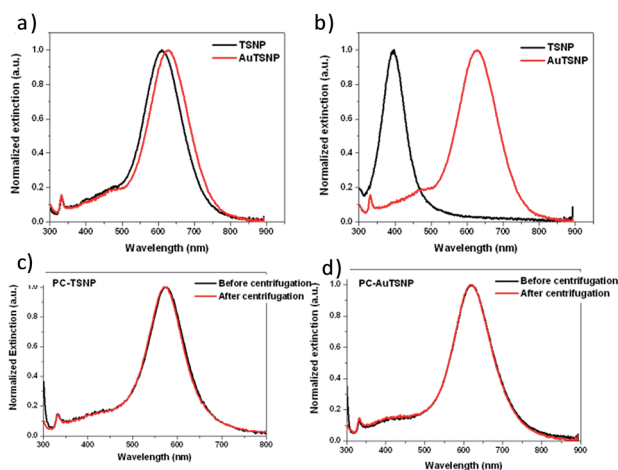 a)
TSNP
AuTSNP
Normalized extinction (a.u.)
1.0
0.8
0.6
0.4
0.2
0.0
300 400 500 600 700 800 900
Wavelength (nm)
b)
TSNP
AuTSNP
Normalized extinction (a.u.)
1.0
0.8
0.6
0.4
0.2
0.0
300 400 500 600 700 800 900
Wavelength (nm)
c)
PC-TSNP
Before centrifugation
After centrifugation
Normalized Extinction (a.u.)
1.0
0.8
0.6
0.4
0.2
0.0
300 400 500 600 700 800
Wavelength (nm)
d)
PC-AuTSNP
Before centrifugation
After centrifugation
Normalized extinction (a.u.)
1.0
0.8
0.6
0.4
0.2
0.0
300 400 500 600 700 800 900
Wavelength (nm)